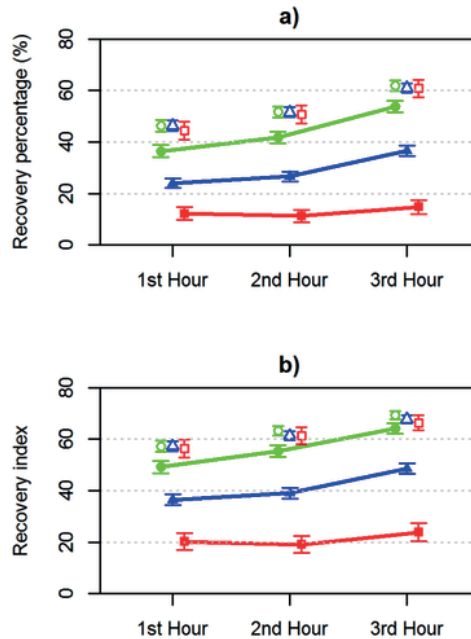 a)
Recovery percentage (%)
80
60
40
20
0
1st Hour 2nd Hour 3rd Hour
b)
Recovery index
80
60
40
20
0
1st Hour 2nd Hour 3rd Hour